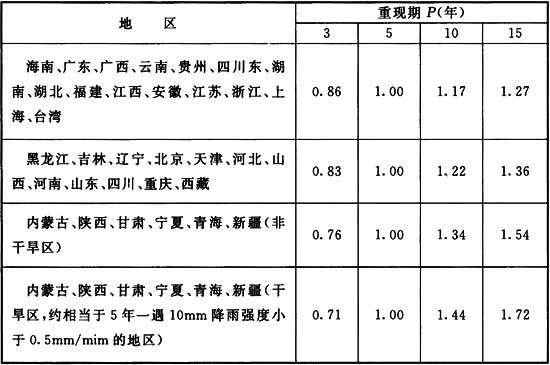 地 区
重现期 P(年)
3 5 10 15
海南、广东、广西、云南、贵州、四川东、湖
南、湖北、福建、江西、安徽、江苏、浙江、上
海、台湾
0.86 1.00 1.17 1.27
黑龙江、吉林、辽宁、北京、天津、河北、山
西、河南、山东、四川、重庆、西藏
0.83 1.00 1.22 1.36
内蒙古、陕西、甘肃、宁夏、青海、新疆(非
干旱区)
0.76 1.00 1.34 1.54
内蒙古、陕西、甘肃、宁夏、青海、新疆(干
旱区,约相当于5年一遇10mm降雨强度小
于0.5mm/mim的地区)
0.71 1.00 1.44 1.72